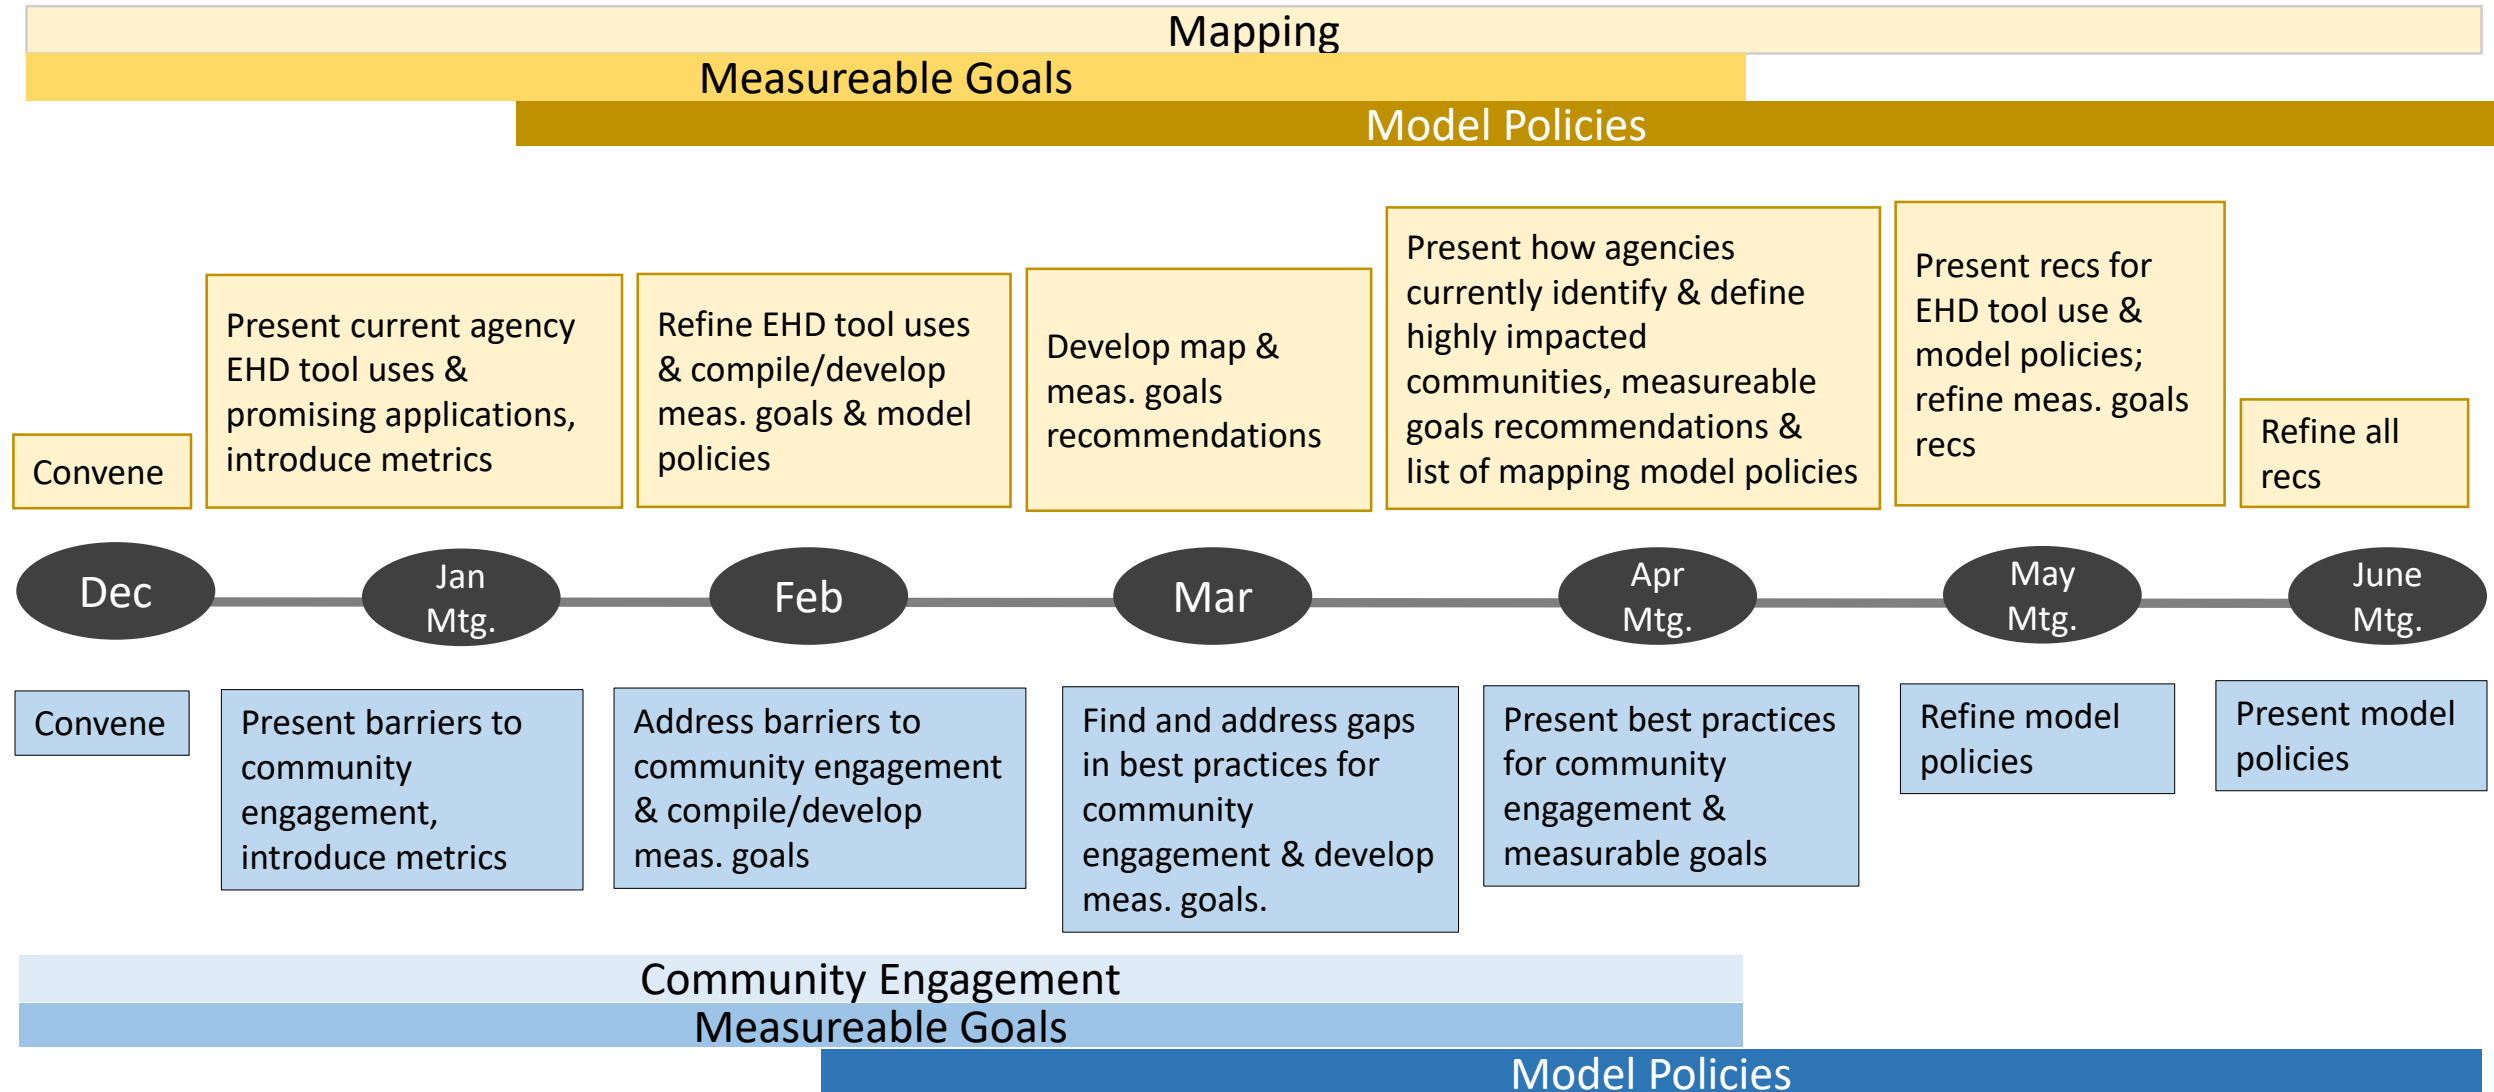 Mapping
Measureable Goals
Model Policies
Convene
Present current agency
EHD tool uses &
promising applications,
introduce metrics
Refine EHD tool uses
& compile/develop
meas. goals & model
policies
Develop map &
meas. goals
recommendations
Present how agencies
currently identify & define
highly impacted
communities, measureable
goals recommendations &
list of mapping model policies
Present recs for
EHD tool use &
model policies;
refine meas. goals
recs
Refine all
recs
Dec
Jan
Mtg.
Feb
Mar
Apr
Mtg.
May
Mtg.
June
Mtg.
Convene
Present barriers to
community
engagement,
introduce metrics
Address barriers to
community engagement
& compile/develop
meas. goals
Find and address gaps
in best practices for
community
engagement & develop
meas. goals.
Present best practices
for community
engagement &
measurable goals
Refine model
policies
Present model
policies
Community Engagement
Measureable Goals
Model Policies